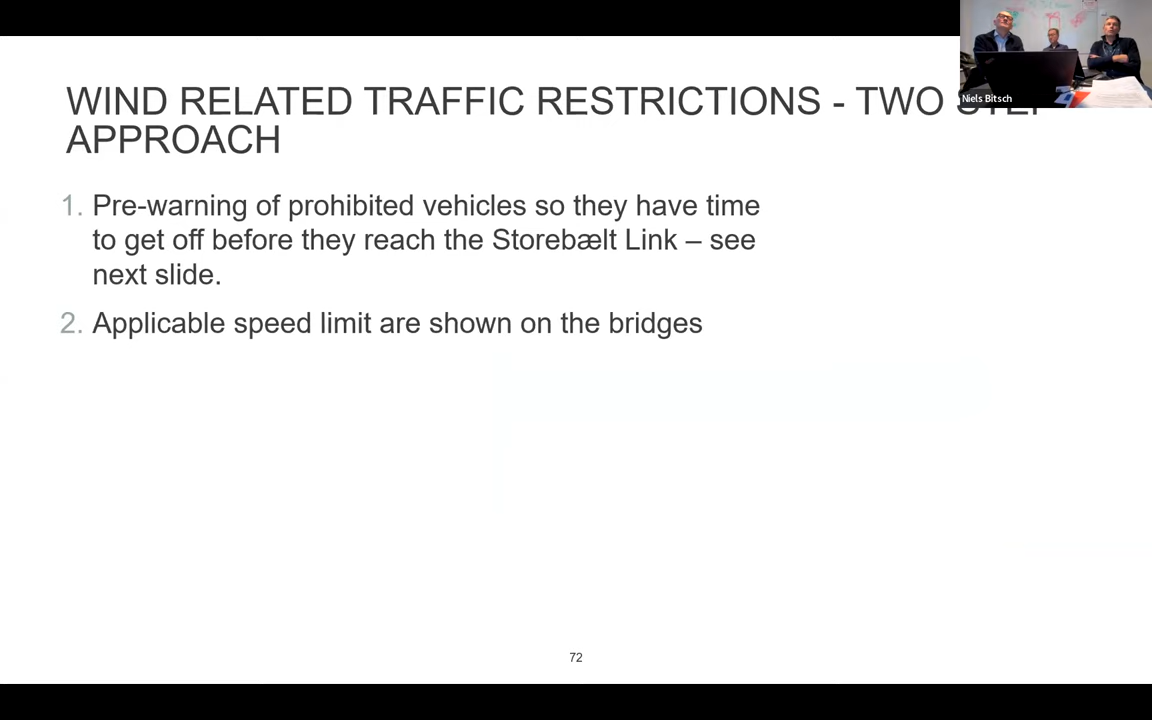 WIND RELATED TRAFFIC RESTRICTIONS - TWO STEP
APPROACH
Niels Bitsch
1. Pre-warning of prohibited vehicles so they have time
to get off before they reach the Storebælt Link – see
next slide.
2. Applicable speed limit are shown on the bridges
72